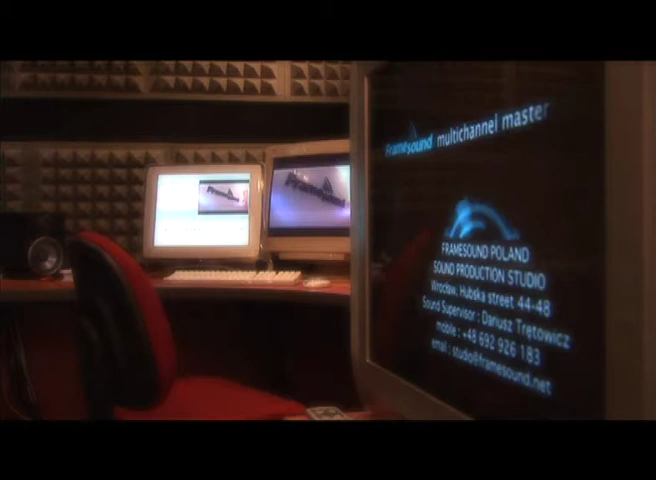 Framesound multichannel master
FRAMESOUND POLAND
SOUND PRODUCTION STUDIO
Wrocław, Hubska street 44-48
Sound Supervisor : Dariusz Tretowicz
mobile : +48 692 926 183
email : studio@framesound.net